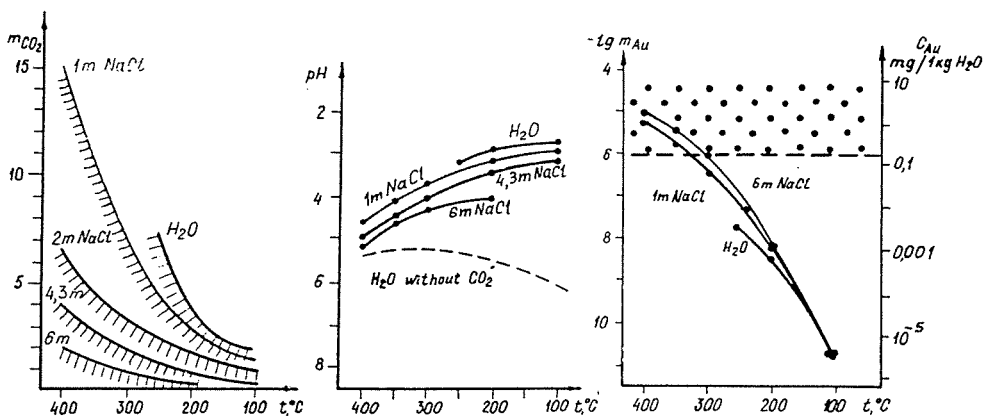 mCO2
15
10
5
1m NaCl
2m NaCl
H2O
4,3m
6m
400 300 200 100
t,°C
pH
2
4
6
8
H2O
1m NaCl
4,3m NaCl
6m NaCl
H2O without CO2
400 300 200 100
t,°C
-lg mAu
4
6
8
10
CAu
mg/1kg H2O
10
0,1
0,001
10-5
6m NaCl
1m NaCl
H2O
400 300 200 100
t,°C